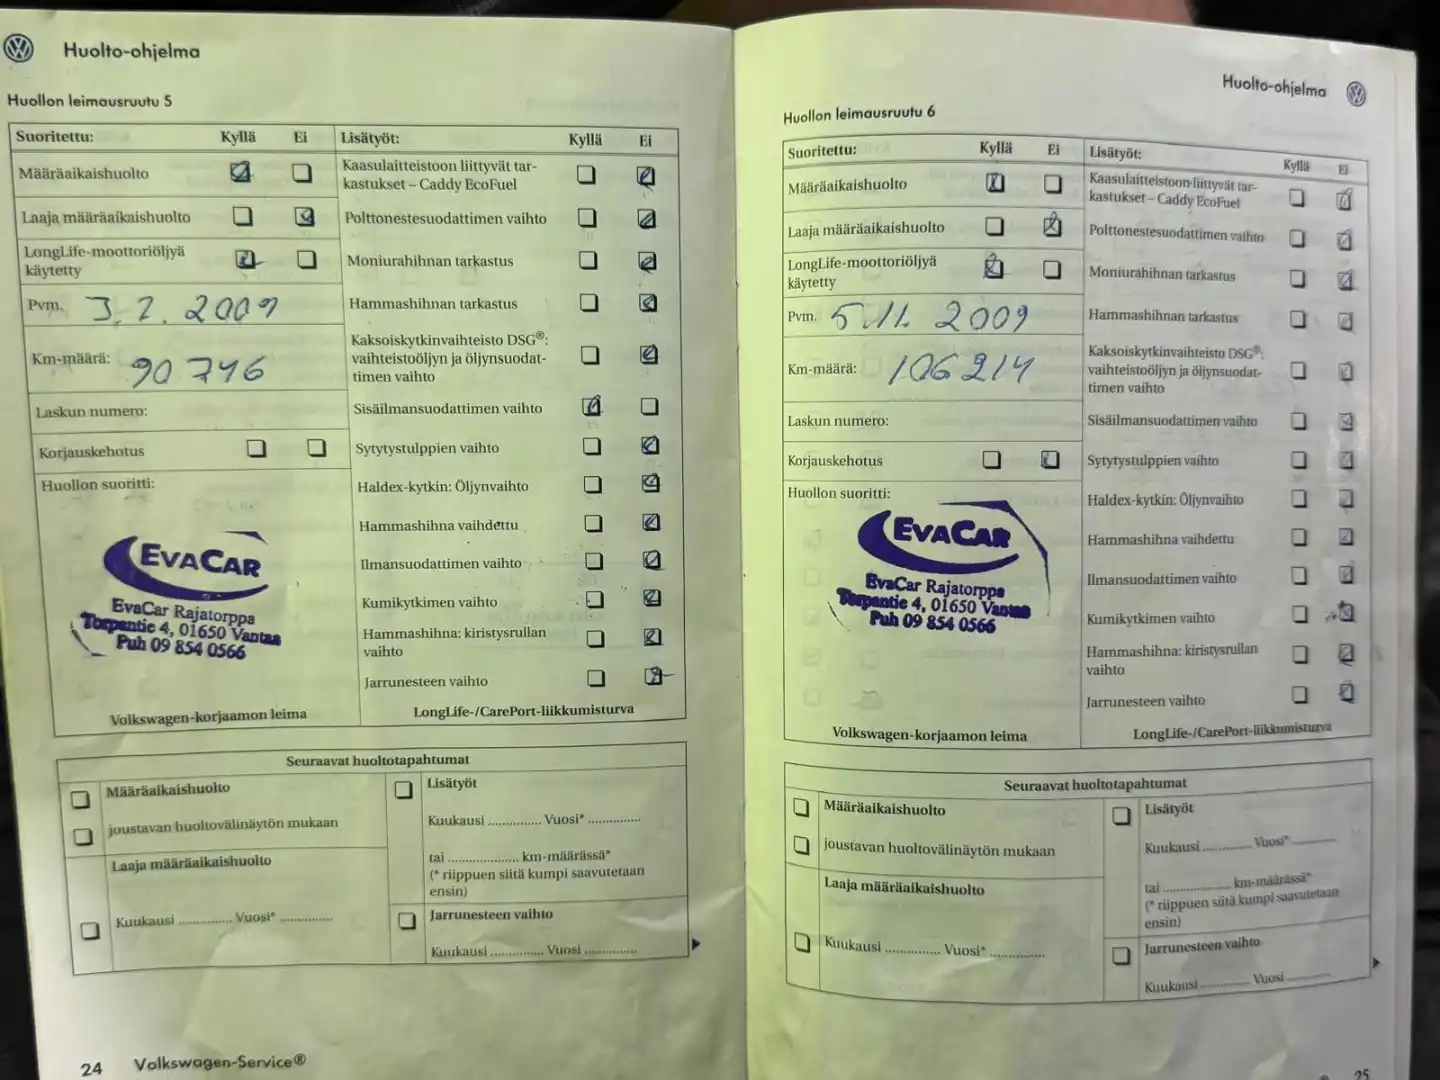 Huolto-ohjelma
Huollon leimausruutu 5
Suoritettu: Kyllä Ei
Määräaikaishuolto
Laaja määräaikaishuolto
LongLife-moottoriöljyä
käytetty
Pvm. 3.7.2009
Km-määrä: 90 746
Laskun numero:
Korjauskehotus
Huollon suoritti:
EVACAR
EvaCar Rajatorppa
Torpantie 4, 01650 Vantaa
Puh 09 854 0566
Volkswagen-korjaamon leima
Lisätyöt: Kyllä Ei
Kaasulaitteistoon liittyvät tar-
kastukset – Caddy EcoFuel
Polttonestesuodattimen vaihto
Moniurahihnan tarkastus
Hammashihnan tarkastus
Kaksoiskytkinvaihteisto DSG®:
vaihteistoöljyn ja öljynsuodat-
timen vaihto
Sisäilmansuodattimen vaihto
Sytytystulppien vaihto
Haldex-kytkin: Öljynvaihto
Hammashihna vaihdettu
Ilmansuodattimen vaihto
Kumikytkimen vaihto
Hammashihna: kiristysrullan
vaihto
Jarrunesteen vaihto
LongLife-/CarePort-liikkumisturva
Seuraavat huoltotapahtumat
Määräaikaishuolto
joustavan huoltovälinäytön mukaan
Laaja määräaikaishuolto
Kuukausi .............. Vuosi* ..............
Lisätyöt
Kuukausi .............. Vuosi* ..............
tai .................... km-määrässä*
(* riippuen siitä kumpi saavutetaan
ensin)
Jarrunesteen vaihto
Kuukausi .............. Vuosi ..............
24 Volkswagen-Service®
Huolto-ohjelma
Huollon leimausruutu 6
Suoritettu: Kyllä Ei
Määräaikaishuolto
Laaja määräaikaishuolto
LongLife-moottoriöljyä
käytetty
Pvm. 5.11. 2009
Km-määrä: 106 214
Laskun numero:
Korjauskehotus
Huollon suoritti:
EVACAR
EvaCar Rajatorppa
Torpantie 4, 01650 Vantaa
Puh 09 854 0566
Volkswagen-korjaamon leima
Lisätyöt: Kyllä Ei
Kaasulaitteistoon liittyvät tar-
kastukset – Caddy EcoFuel
Polttonestesuodattimen vaihto
Moniurahihnan tarkastus
Hammashihnan tarkastus
Kaksoiskytkinvaihteisto DSG®:
vaihteistoöljyn ja öljynsuodat-
timen vaihto
Sisäilmansuodattimen vaihto
Sytytystulppien vaihto
Haldex-kytkin: Öljynvaihto
Hammashihna vaihdettu
Ilmansuodattimen vaihto
Kumikytkimen vaihto
Hammashihna: kiristysrullan
vaihto
Jarrunesteen vaihto
LongLife-/CarePort-liikkumisturva
Seuraavat huoltotapahtumat
Määräaikaishuolto
joustavan huoltovälinäytön mukaan
Laaja määräaikaishuolto
Kuukausi .............. Vuosi* ..............
Lisätyöt
Kuukausi .............. Vuosi* ..............
tai .................... km-määrässä*
(* riippuen siitä kumpi saavutetaan
ensin)
Jarrunesteen vaihto
Kuukausi .............. Vuosi ..............
25